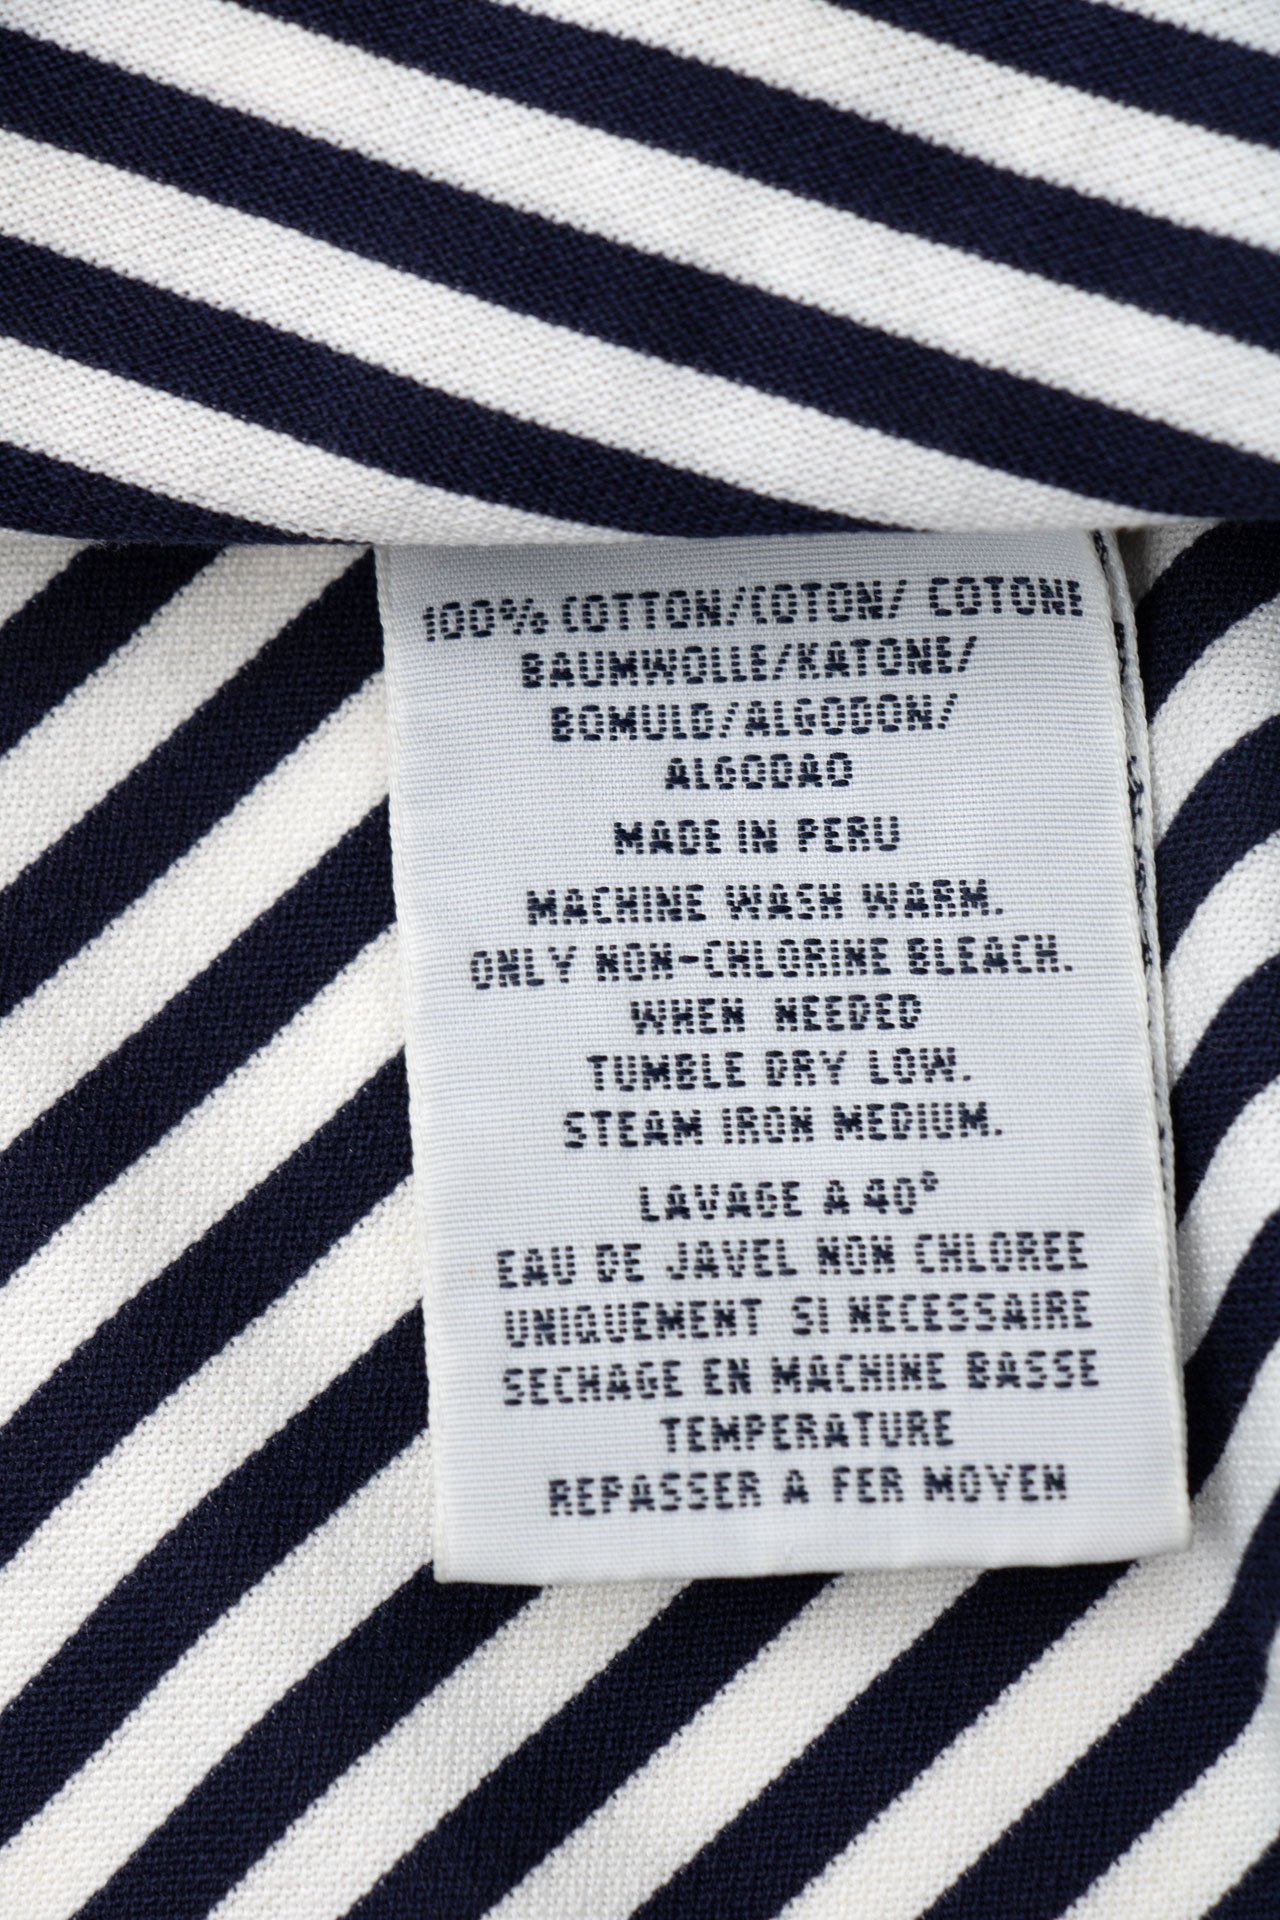 100% COTTON/COTON/ COTONE
BAUMWOLLE/KATONE/
BOMULD/ALGODON/
ALGODAO
MADE IN PERU
MACHINE WASH WARM.
ONLY NON-CHLORINE BLEACH.
WHEN NEEDED
TUMBLE DRY LOW.
STEAM IRON MEDIUM.
LAVAGE A 40°
EAU DE JAVEL NON CHLOREE
UNIQUEMENT SI NECESSAIRE
SECHAGE EN MACHINE BASSE
TEMPERATURE
REPASSER A FER MOYEN